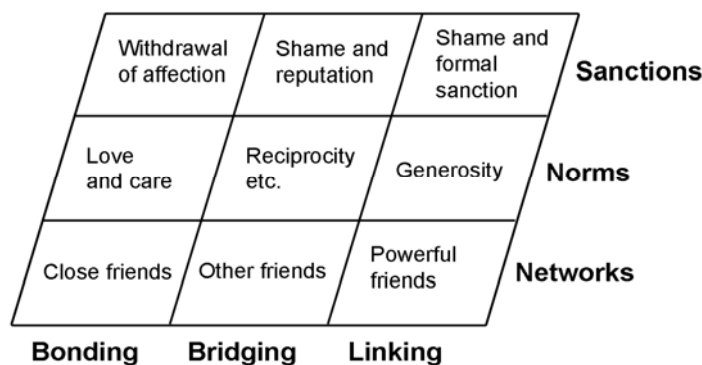 Withdrawal
of affection
Shame and
reputation
Shame and
formal
sanction
Sanctions
Love
and care
Reciprocity
etc.
Generosity
Norms
Close friends
Other friends
Powerful
friends
Networks
Bonding
Bridging
Linking